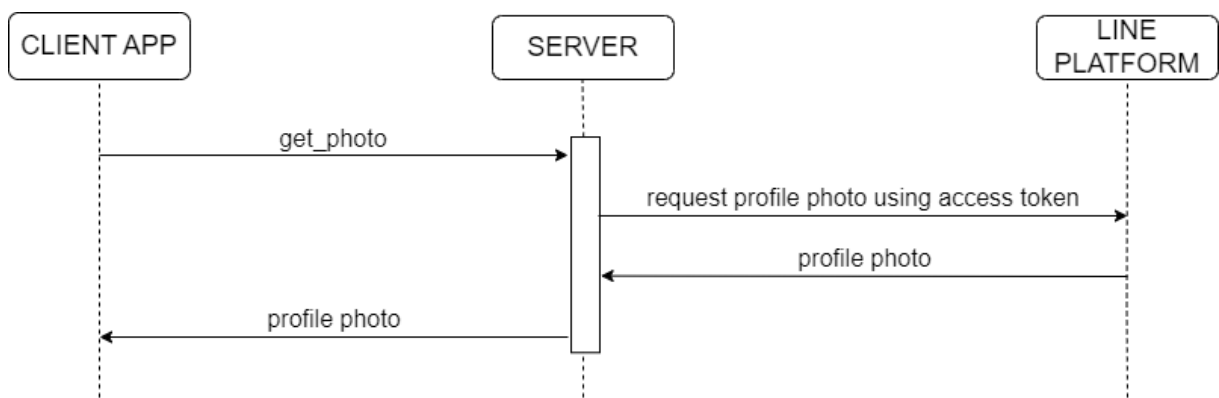 CLIENT APP
SERVER
LINE
PLATFORM
get_photo
request profile photo using access token
profile photo
profile photo